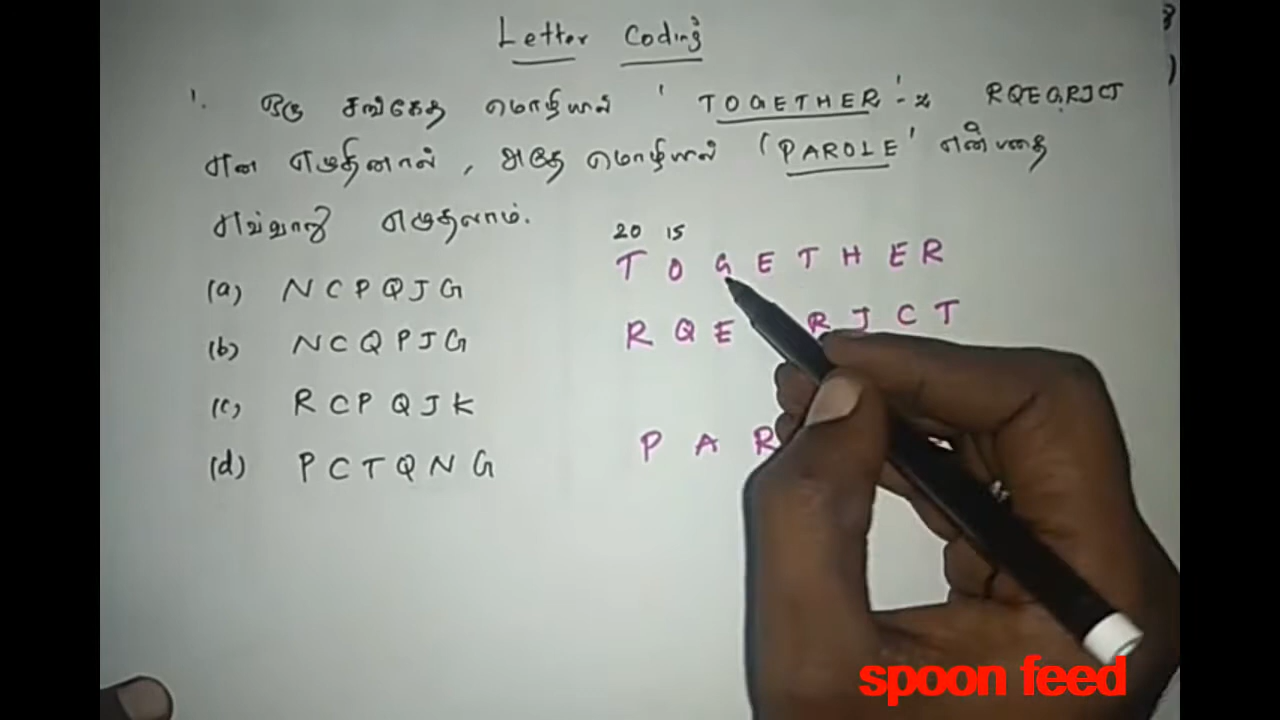 Letter Coding
1. ஒரு சங்கேத மொழியில் ' TOGETHER '-ஐ RQEGRJCT
என எழுதினால் , அதே மொழியில் ' PAROLE ' என்பதை
எவ்வாறு எழுதலாம்.
20 15
T O G E T H E R
(a) N C P Q J G
R Q E R J C T
(b) N C Q P J G
(c) R C P Q J K
P A R
(d) P C T Q N G
spoon feed